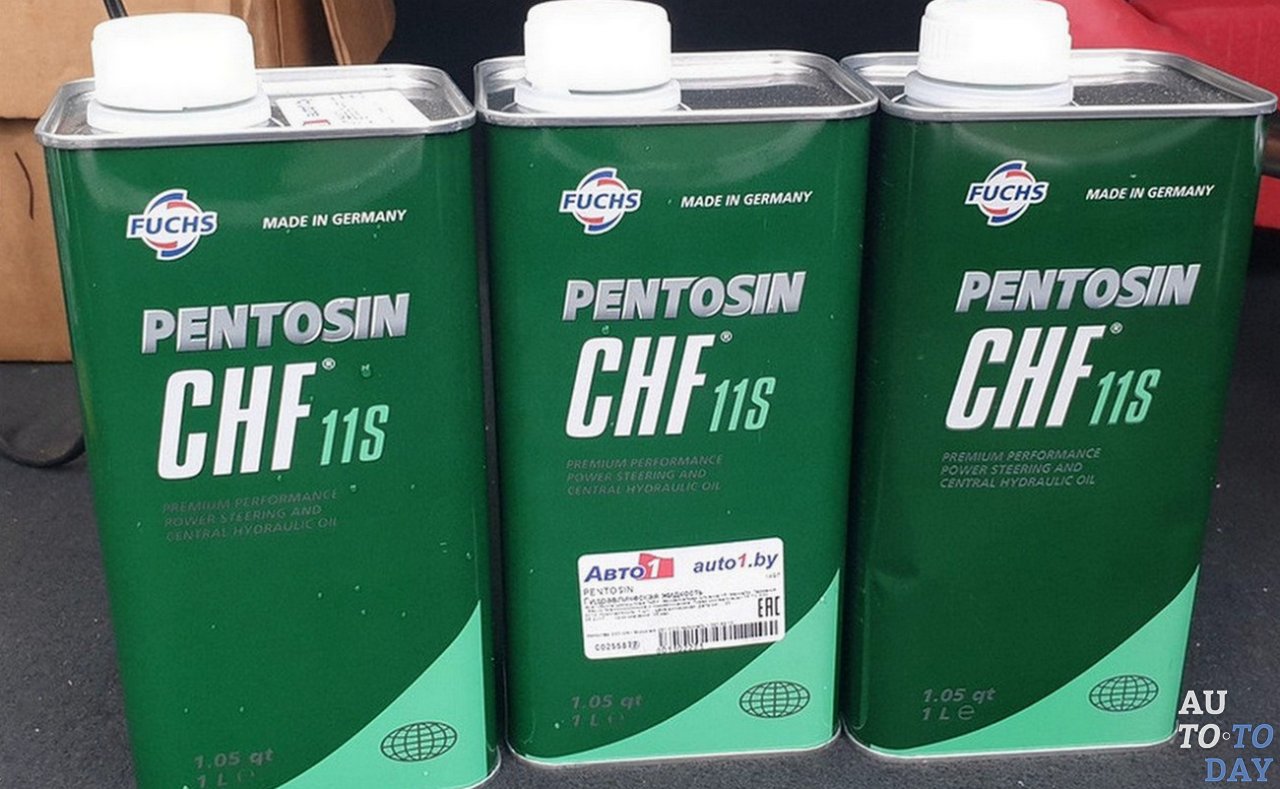 FUCHS
MADE IN GERMANY
PENTOSIN
CHF® 11S
PREMIUM PERFORMANCE
POWER STEERING AND
CENTRAL HYDRAULIC OIL
1.05 qt
1 L
FUCHS
MADE IN GERMANY
PENTOSIN
CHF® 11S
PREMIUM PERFORMANCE
POWER STEERING AND
CENTRAL HYDRAULIC OIL
Авто1 auto1.by
PENTOSIN
Гидравлическая жидкость
EAC
1.05 qt
1 L
FUCHS
MADE IN GERMANY
PENTOSIN
CHF® 11S
PREMIUM PERFORMANCE
POWER STEERING AND
CENTRAL HYDRAULIC OIL
1.05 qt
1 L ℮
AU
TO TO
DAY